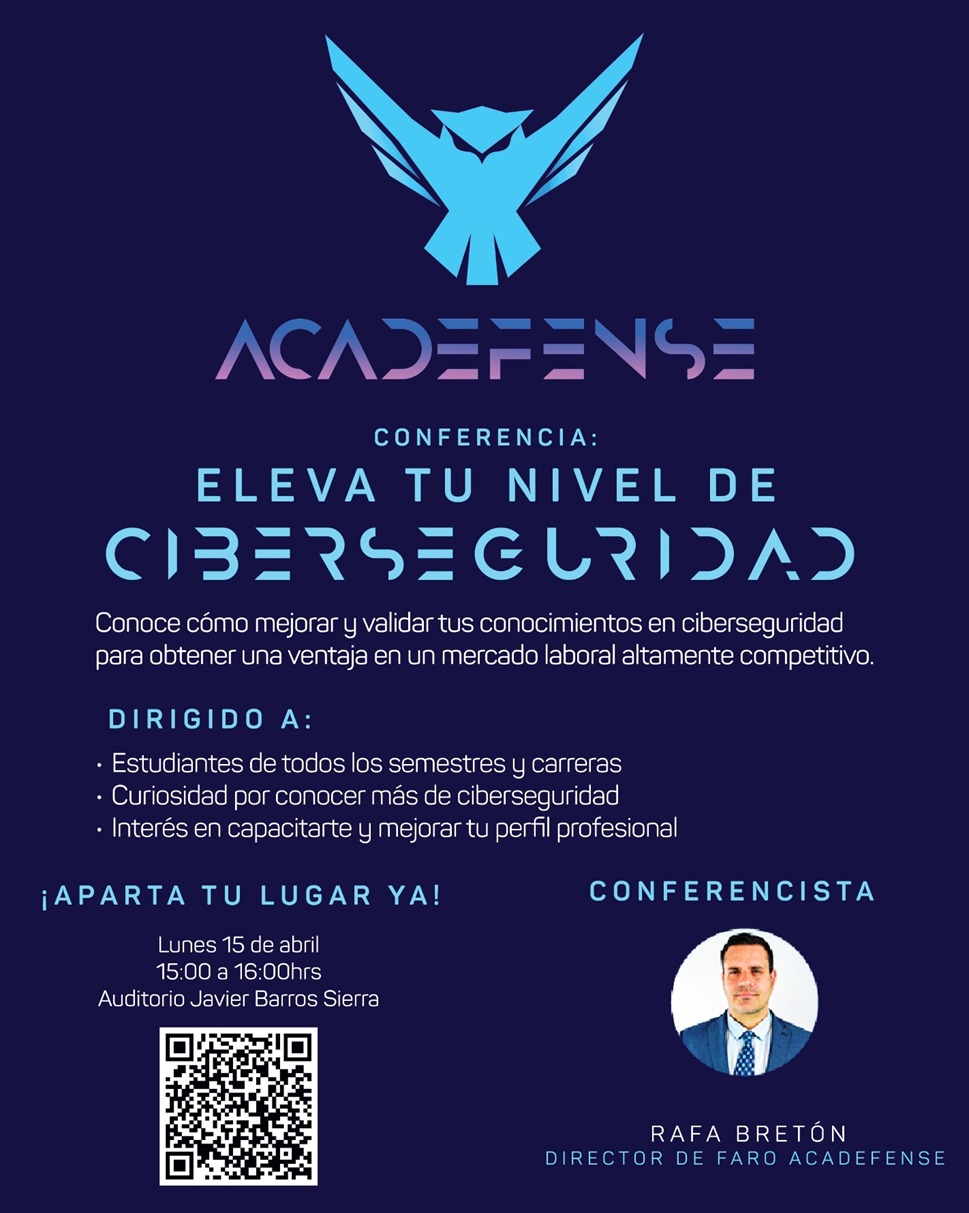 ACADEFENSE
CONFERENCIA:
ELEVA TU NIVEL DE
CIBERSEGURIDAD
Conoce cómo mejorar y validar tus conocimientos en ciberseguridad
para obtener una ventaja en un mercado laboral altamente competitivo.
DIRIGIDO A:
• Estudiantes de todos los semestres y carreras
• Curiosidad por conocer más de ciberseguridad
• Interés en capacitarte y mejorar tu perfil profesional
¡APARTA TU LUGAR YA!
Lunes 15 de abril
15:00 a 16:00hrs
Auditorio Javier Barros Sierra
CONFERENCISTA
RAFA BRETÓN
DIRECTOR DE FARO ACADEFENSE